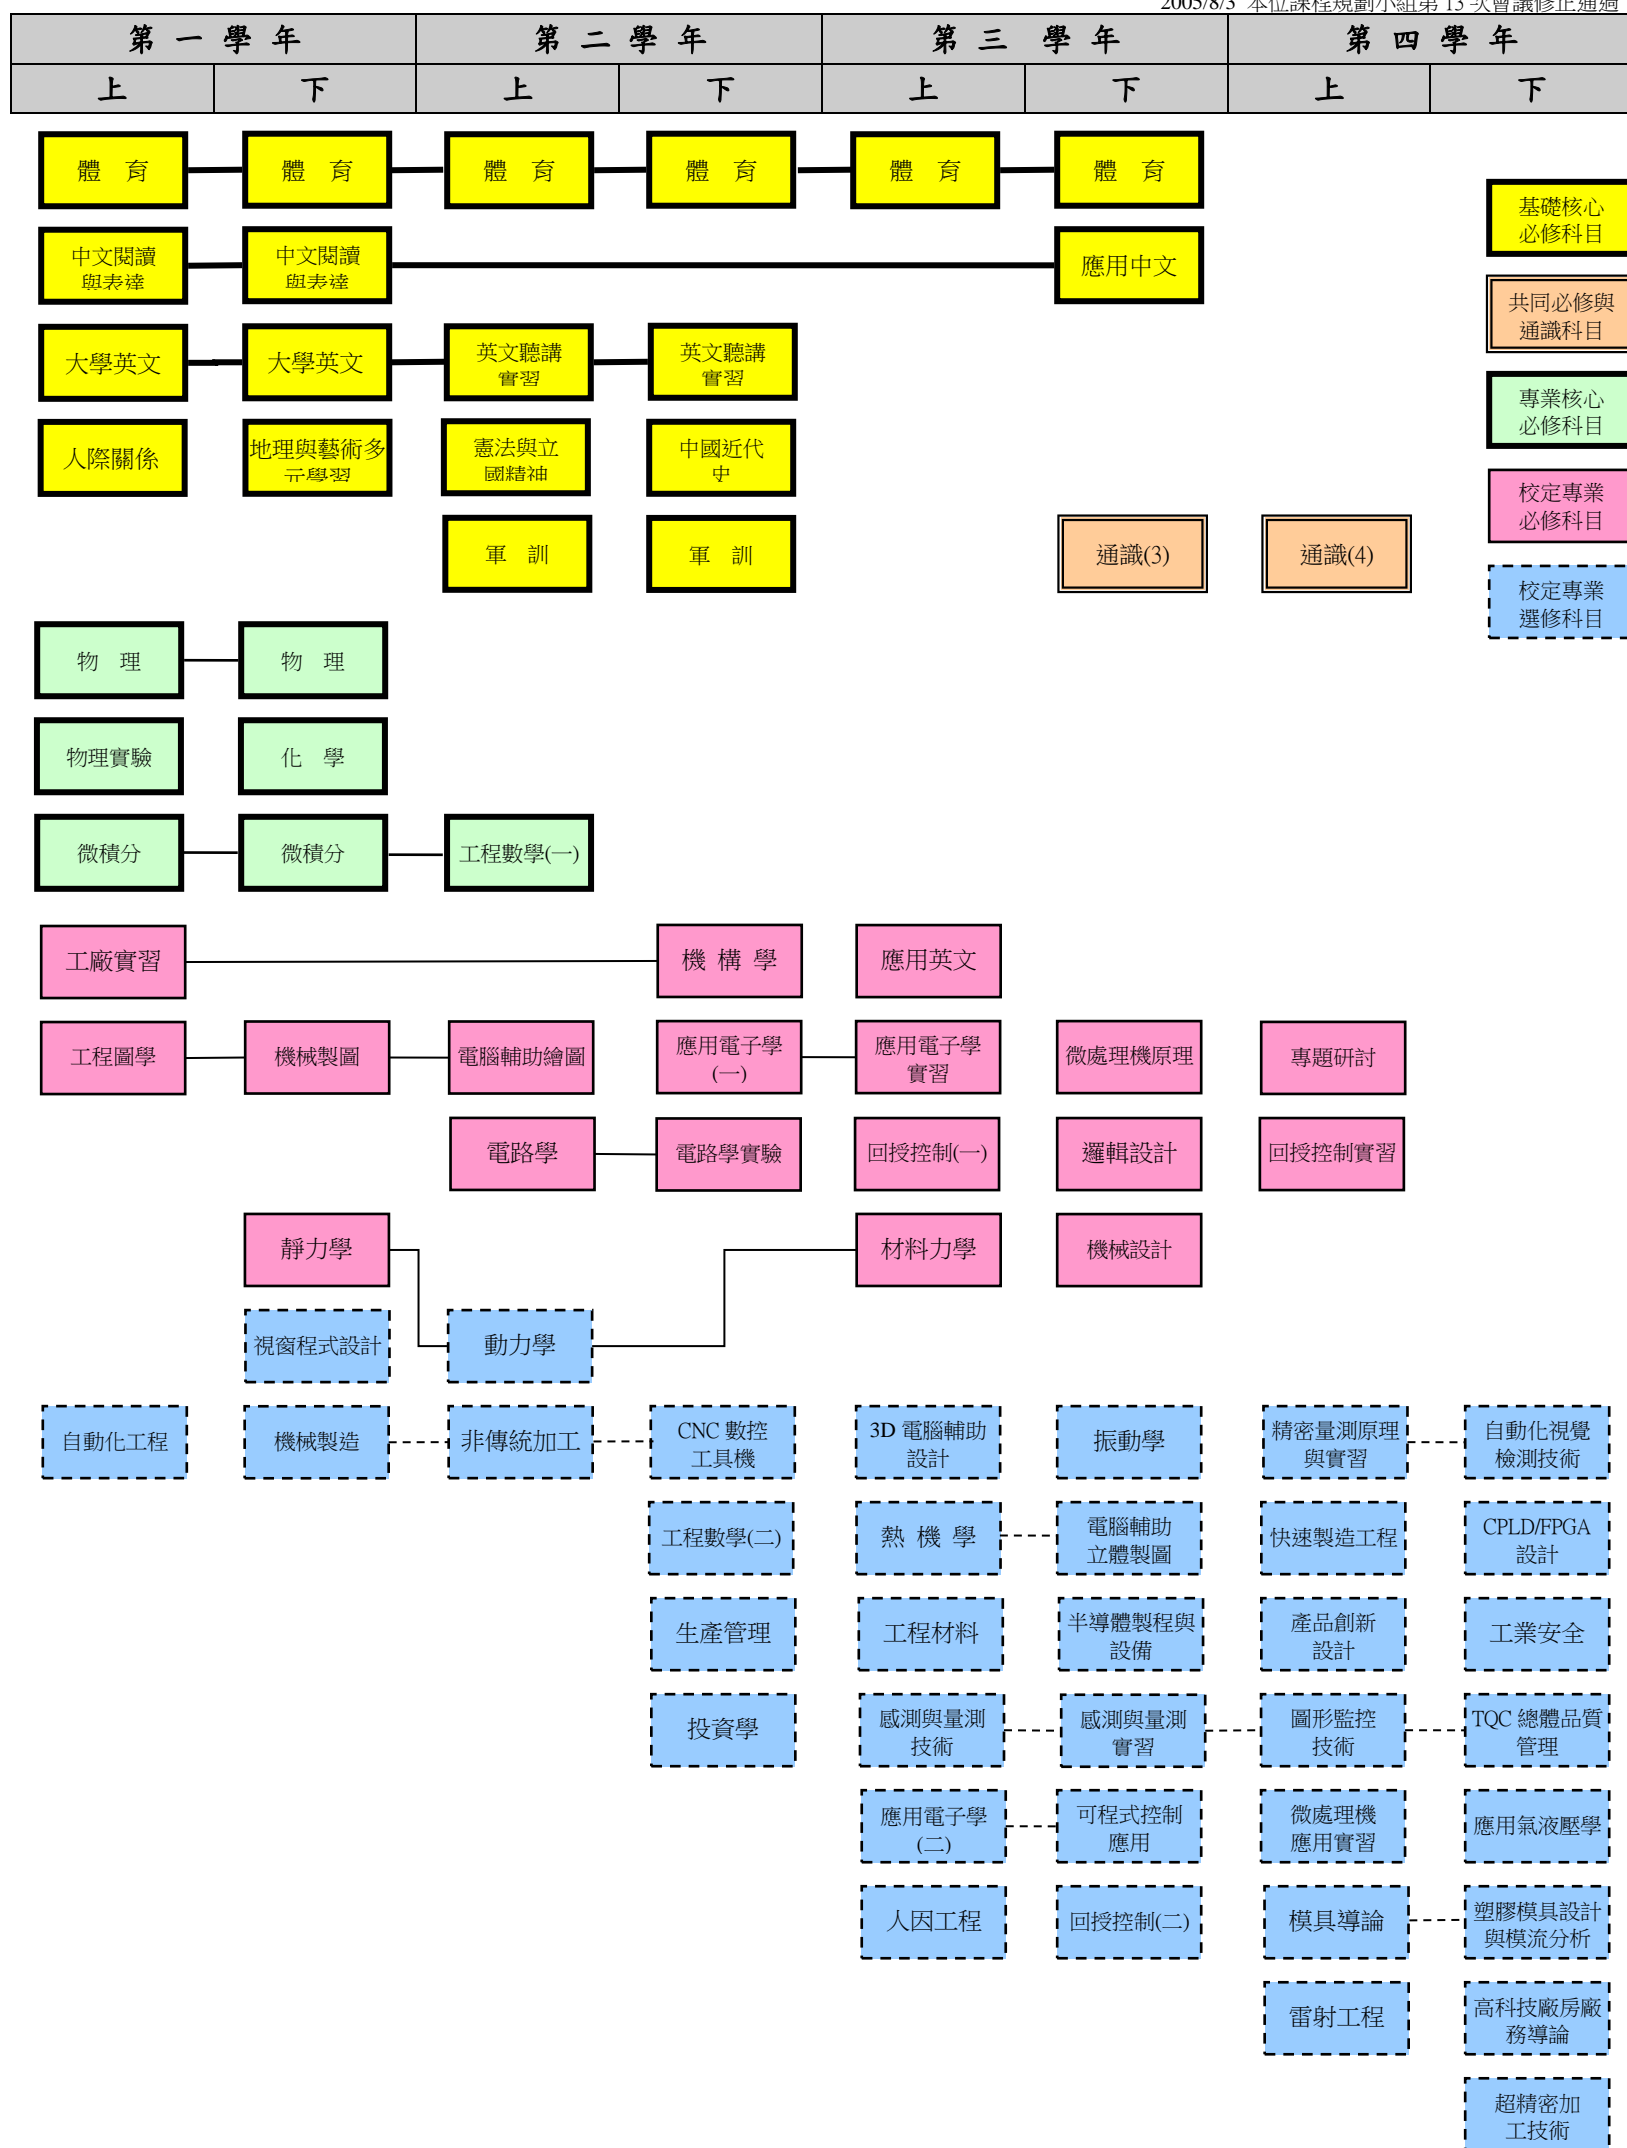 2005/8/3 本位課程規劃小組第 13 次會議修正通過
第 一 學 年 第 二 學 年 第 三 學 年 第 四 學 年
上 下 上 下 上 下 上 下
體 育 體 育 體 育 體 育 體 育 體 育
基礎核心
必修科目
中文閱讀
與表達
中文閱讀
與表達
應用中文
共同必修與
通識科目
大學英文 大學英文
英文聽講
實習
英文聽講
實習
專業核心
必修科目
人際關係
地理與藝術多
元學習
憲法與立
國精神
中國近代
史
校定專業
必修科目
軍 訓 軍 訓 通識(3) 通識(4)
校定專業
選修科目
物 理 物 理
物理實驗 化 學
微積分 微積分 工程數學(一)
工廠實習 機 構 學 應用英文
工程圖學 機械製圖 電腦輔助繪圖
應用電子學
(一)
應用電子學
實習
微處理機原理 專題研討
電路學 電路學實驗 回授控制(一) 邏輯設計 回授控制實習
靜力學 材料力學 機械設計
視窗程式設計 動力學
自動化工程 機械製造 非傳統加工
CNC 數控
工具機
3D 電腦輔助
設計
振動學
精密量測原理
與實習
自動化視覺
檢測技術
工程數學(二) 熱 機 學
電腦輔助
立體製圖
快速製造工程
CPLD/FPGA
設計
生產管理 工程材料
半導體製程與
設備
產品創新
設計
工業安全
投資學
感測與量測
技術
感測與量測
實習
圖形監控
技術
TQC 總體品質
管理
應用電子學
(二)
可程式控制
應用
微處理機
應用實習
應用氣液壓學
人因工程 回授控制(二) 模具導論
塑膠模具設計
與模流分析
雷射工程
高科技廠房廠
務導論
超精密加
工技術